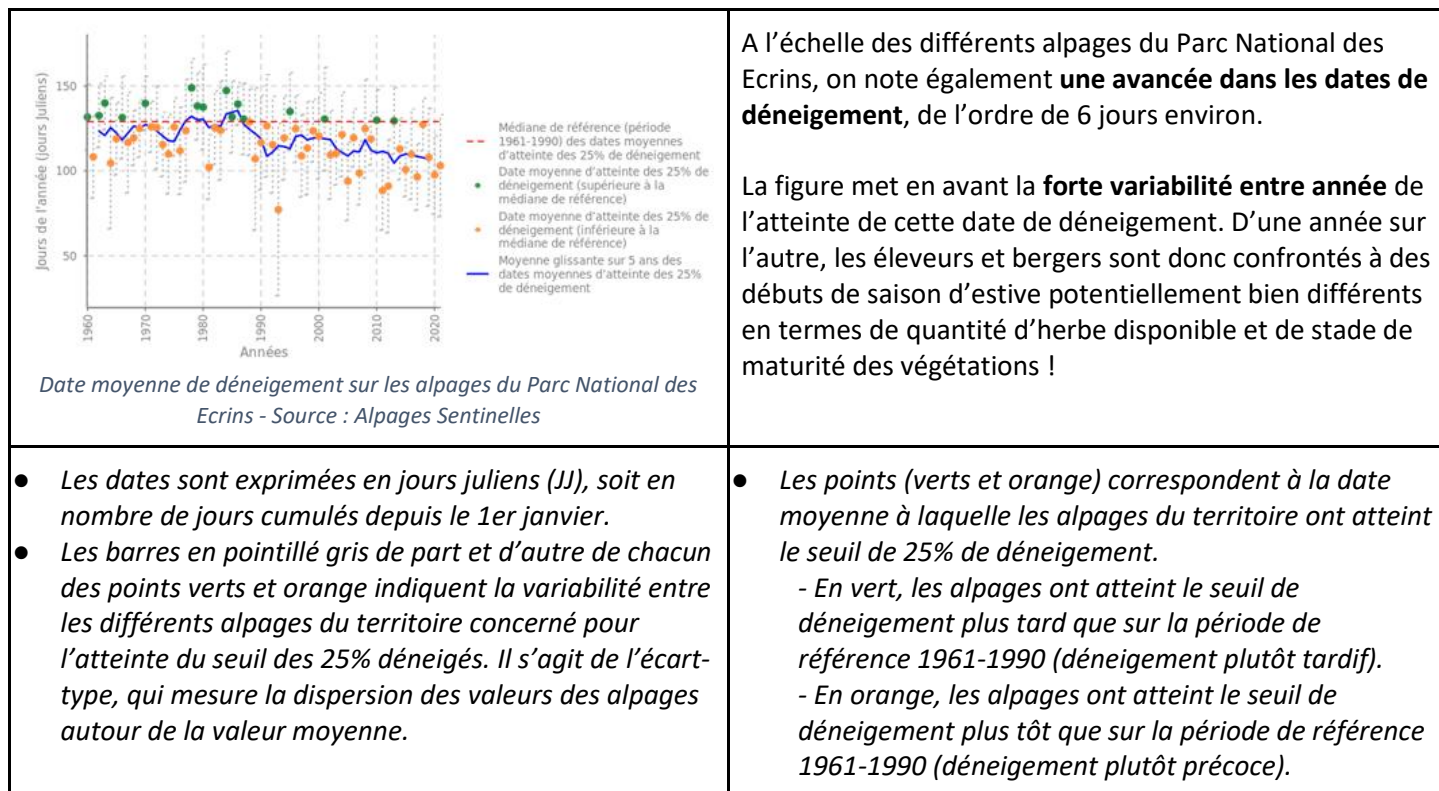 150
100
50
Jours de l'année (jours Juliens)
1960
1970
1980
1990
2000
2010
2020
Années
Médiane de référence (période
1961-1990) des dates moyennes
d'atteinte des 25% de déneigement
Date moyenne d'atteinte des 25% de
déneigement (supérieure à la
médiane de référence)
Date moyenne d'atteinte des 25% de
déneigement (inférieure à la
médiane de référence)
Moyenne glissante sur 5 ans des
dates moyennes d'atteinte des 25%
de déneigement
Date moyenne de déneigement sur les alpages du Parc National des
Ecrins - Source : Alpages Sentinelles
A l’échelle des différents alpages du Parc National des
Ecrins, on note également une avancée dans les dates de
déneigement, de l’ordre de 6 jours environ.
La figure met en avant la forte variabilité entre année de
l’atteinte de cette date de déneigement. D’une année sur
l’autre, les éleveurs et bergers sont donc confrontés à des
débuts de saison d’estive potentiellement bien différents
en termes de quantité d’herbe disponible et de stade de
maturité des végétations !
● Les dates sont exprimées en jours juliens (JJ), soit en
nombre de jours cumulés depuis le 1er janvier.
● Les barres en pointillé gris de part et d’autre de chacun
des points verts et orange indiquent la variabilité entre
les différents alpages du territoire concerné pour
l’atteinte du seuil des 25% déneigés. Il s’agit de l’écart-
type, qui mesure la dispersion des valeurs des alpages
autour de la valeur moyenne.
● Les points (verts et orange) correspondent à la date
moyenne à laquelle les alpages du territoire ont atteint
le seuil de 25% de déneigement.
- En vert, les alpages ont atteint le seuil de
déneigement plus tard que sur la période de
référence 1961-1990 (déneigement plutôt tardif).
- En orange, les alpages ont atteint le seuil de
déneigement plus tôt que sur la période de référence
1961-1990 (déneigement plutôt précoce).